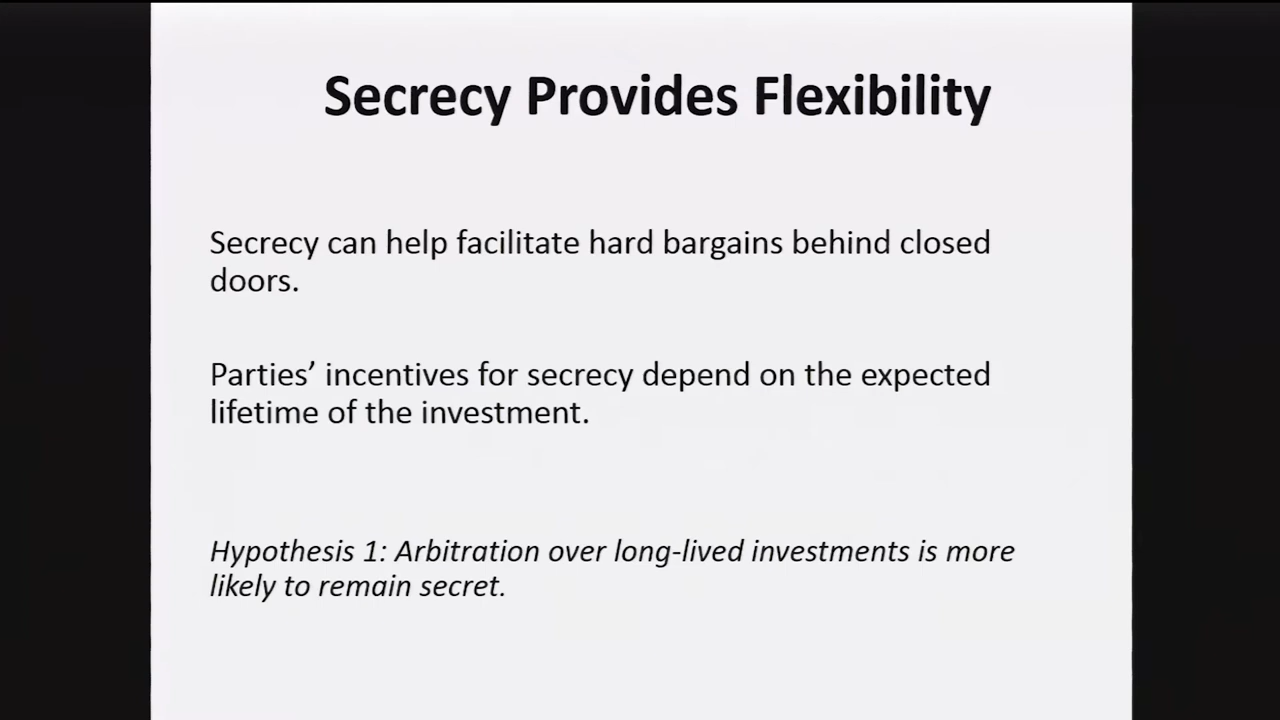 Secrecy Provides Flexibility
Secrecy can help facilitate hard bargains behind closed
doors.
Parties’ incentives for secrecy depend on the expected
lifetime of the investment.
Hypothesis 1: Arbitration over long-lived investments is more
likely to remain secret.